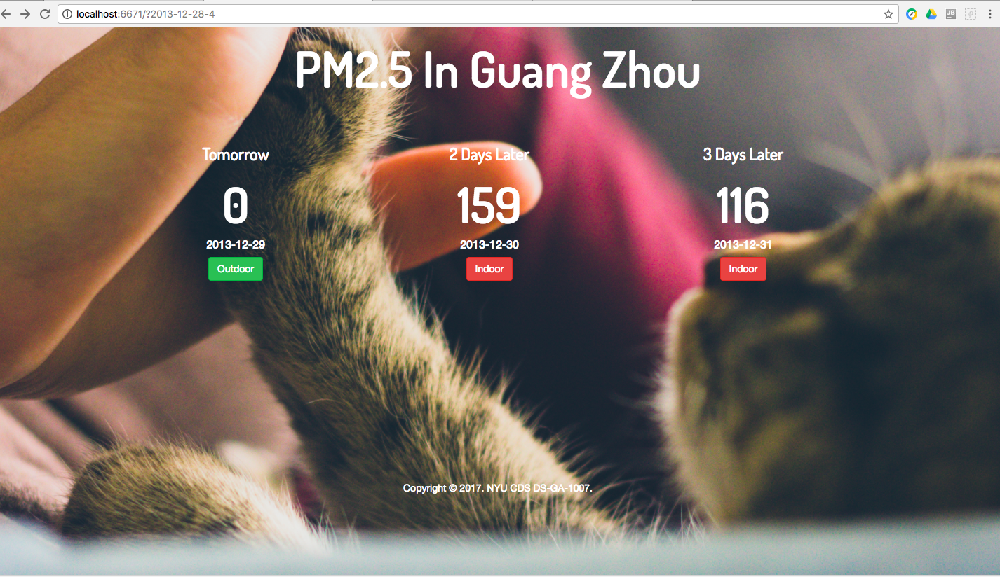 localhost:6671/?2013-12-28-4
JB
PM2.5 In Guang Zhou
Tomorrow
2 Days Later
3 Days Later
0
159
116
2013-12-29
2013-12-30
2013-12-31
Outdoor
Indoor
Indoor
Copyright © 2017. NYU CDS DS-GA-1007.